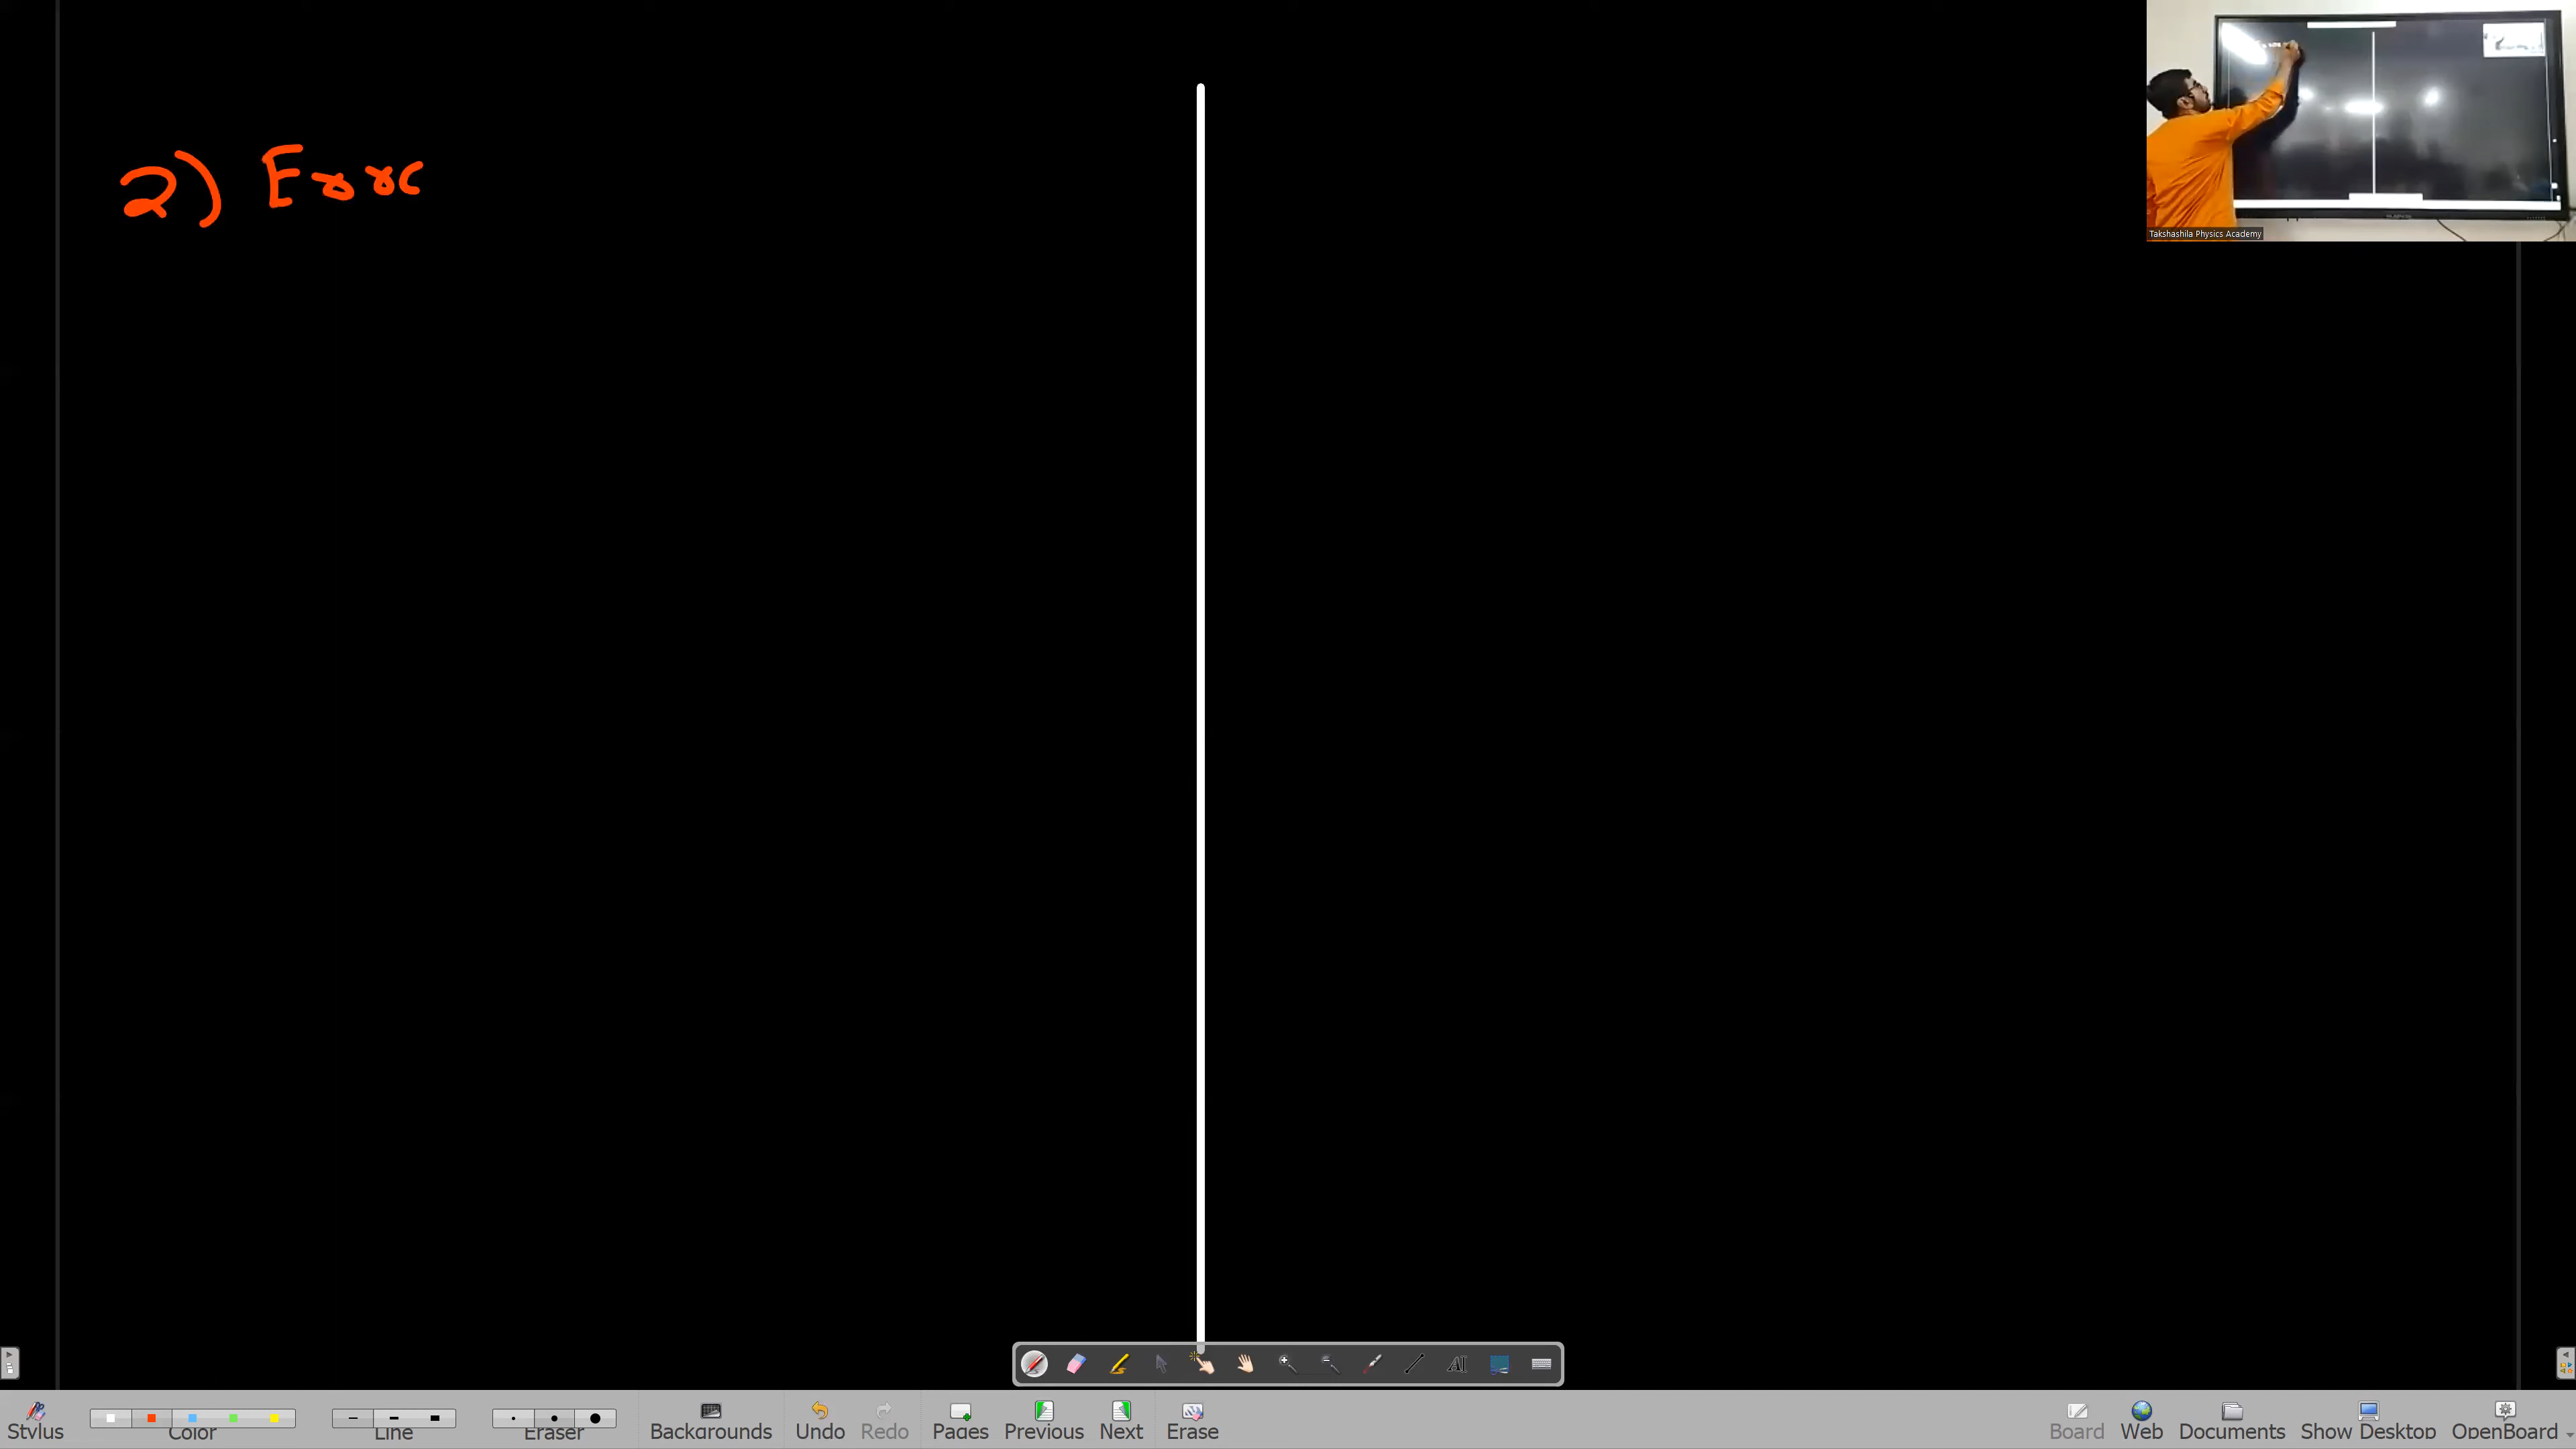 2) Erro
Takshashila Physics Academy
Stylus Color Line Eraser Backgrounds Undo Redo Pages Previous Next Erase Board Web Documents Show Desktop OpenBoard